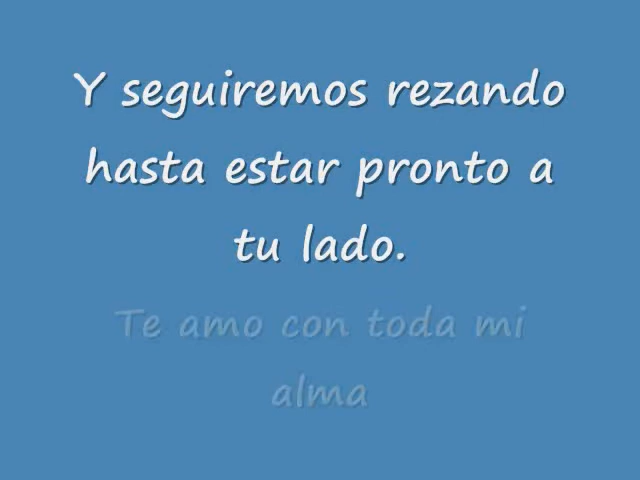 Y seguiremos rezando
hasta estar pronto a
tu lado.
Te amo con toda mi
alma